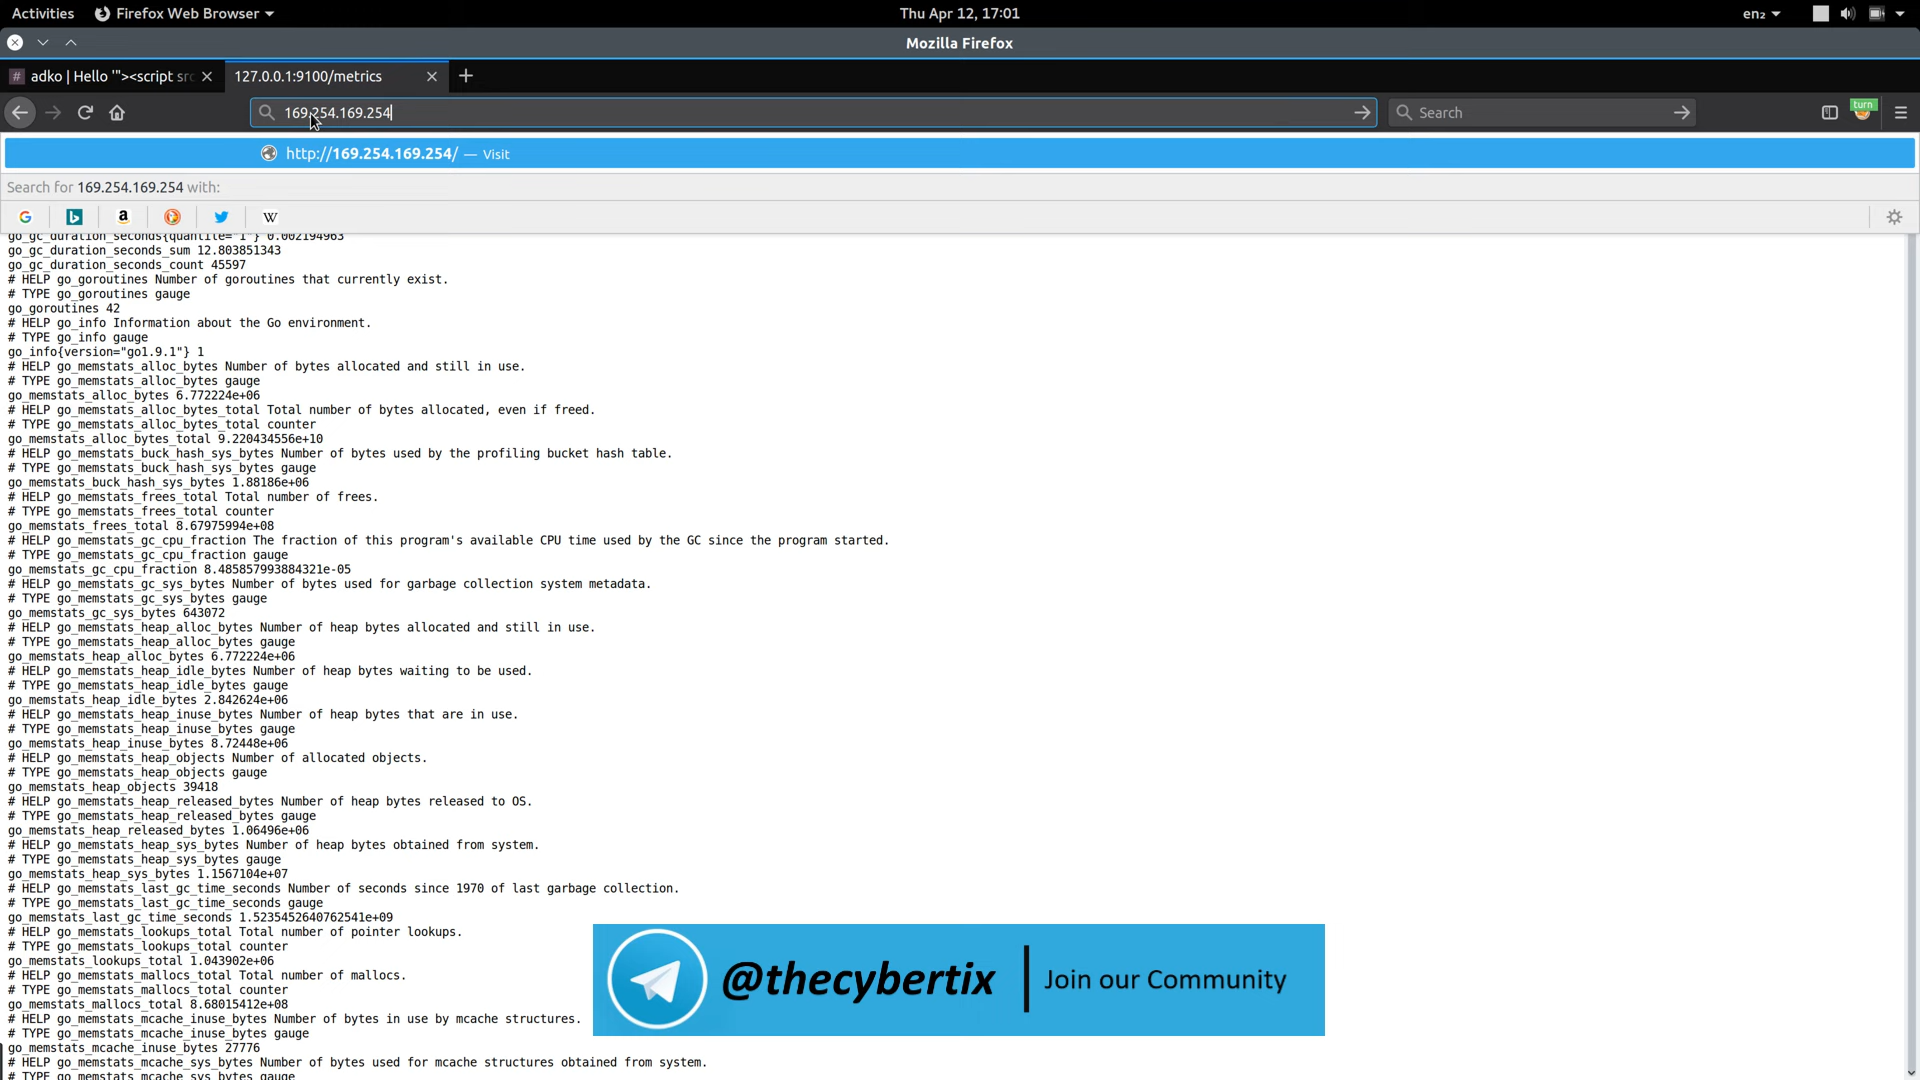 Activities
Firefox Web Browser
Thu Apr 12, 17:01
en₂
Mozilla Firefox
adko | Hello '"><script src
127.0.0.1:9100/metrics
169.254.169.254
Search
turn
http://169.254.169.254/ — Visit
Search for 169.254.169.254 with:
go_gc_duration_seconds{quantile="1"} 0.002194963
go_gc_duration_seconds_sum 12.803851343
go_gc_duration_seconds_count 45597
# HELP go_goroutines Number of goroutines that currently exist.
# TYPE go_goroutines gauge
go_goroutines 42
# HELP go_info Information about the Go environment.
# TYPE go_info gauge
go_info{version="go1.9.1"} 1
# HELP go_memstats_alloc_bytes Number of bytes allocated and still in use.
# TYPE go_memstats_alloc_bytes gauge
go_memstats_alloc_bytes 6.772224e+06
# HELP go_memstats_alloc_bytes_total Total number of bytes allocated, even if freed.
# TYPE go_memstats_alloc_bytes_total counter
go_memstats_alloc_bytes_total 9.220434556e+10
# HELP go_memstats_buck_hash_sys_bytes Number of bytes used by the profiling bucket hash table.
# TYPE go_memstats_buck_hash_sys_bytes gauge
go_memstats_buck_hash_sys_bytes 1.88186e+06
# HELP go_memstats_frees_total Total number of frees.
# TYPE go_memstats_frees_total counter
go_memstats_frees_total 8.67975994e+08
# HELP go_memstats_gc_cpu_fraction The fraction of this program's available CPU time used by the GC since the program started.
# TYPE go_memstats_gc_cpu_fraction gauge
go_memstats_gc_cpu_fraction 8.485857993884321e-05
# HELP go_memstats_gc_sys_bytes Number of bytes used for garbage collection system metadata.
# TYPE go_memstats_gc_sys_bytes gauge
go_memstats_gc_sys_bytes 643072
# HELP go_memstats_heap_alloc_bytes Number of heap bytes allocated and still in use.
# TYPE go_memstats_heap_alloc_bytes gauge
go_memstats_heap_alloc_bytes 6.772224e+06
# HELP go_memstats_heap_idle_bytes Number of heap bytes waiting to be used.
# TYPE go_memstats_heap_idle_bytes gauge
go_memstats_heap_idle_bytes 2.842624e+06
# HELP go_memstats_heap_inuse_bytes Number of heap bytes that are in use.
# TYPE go_memstats_heap_inuse_bytes gauge
go_memstats_heap_inuse_bytes 8.72448e+06
# HELP go_memstats_heap_objects Number of allocated objects.
# TYPE go_memstats_heap_objects gauge
go_memstats_heap_objects 39418
# HELP go_memstats_heap_released_bytes Number of heap bytes released to OS.
# TYPE go_memstats_heap_released_bytes gauge
go_memstats_heap_released_bytes 1.06496e+06
# HELP go_memstats_heap_sys_bytes Number of heap bytes obtained from system.
# TYPE go_memstats_heap_sys_bytes gauge
go_memstats_heap_sys_bytes 1.1567104e+07
# HELP go_memstats_last_gc_time_seconds Number of seconds since 1970 of last garbage collection.
# TYPE go_memstats_last_gc_time_seconds gauge
go_memstats_last_gc_time_seconds 1.5235452640762541e+09
# HELP go_memstats_lookups_total Total number of pointer lookups.
# TYPE go_memstats_lookups_total counter
go_memstats_lookups_total 1.043902e+06
# HELP go_memstats_mallocs_total Total number of mallocs.
# TYPE go_memstats_mallocs_total counter
go_memstats_mallocs_total 8.68015412e+08
# HELP go_memstats_mcache_inuse_bytes Number of bytes in use by mcache structures.
# TYPE go_memstats_mcache_inuse_bytes gauge
go_memstats_mcache_inuse_bytes 27776
# HELP go_memstats_mcache_sys_bytes Number of bytes used for mcache structures obtained from system.
# TYPE go_memstats_mcache_sys_bytes gauge
@thecybertix | Join our Community